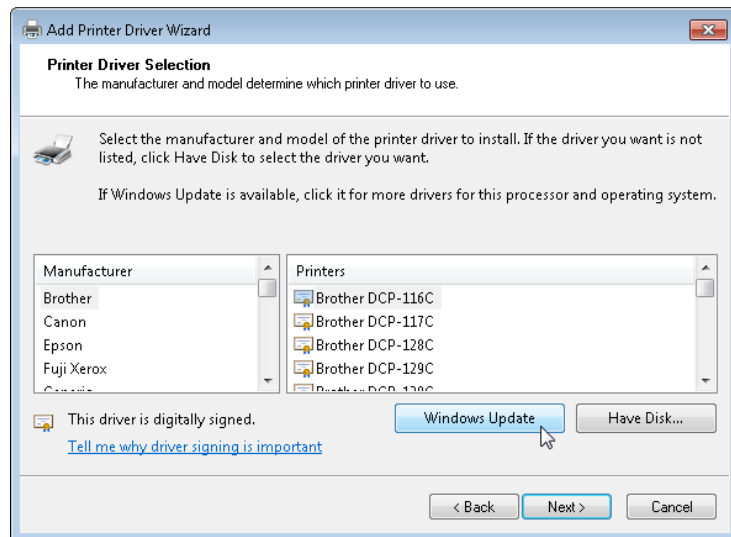 Add Printer Driver Wizard
Printer Driver Selection
The manufacturer and model determine which printer driver to use.
Select the manufacturer and model of the printer driver to install. If the driver you want is not
listed, click Have Disk to select the driver you want.
If Windows Update is available, click it for more drivers for this processor and operating system.
Manufacturer
Brother
Canon
Epson
Fuji Xerox
Printers
Brother DCP-116C
Brother DCP-117C
Brother DCP-128C
Brother DCP-129C
This driver is digitally signed.
Tell me why driver signing is important
Windows Update
Have Disk...
< Back
Next >
Cancel